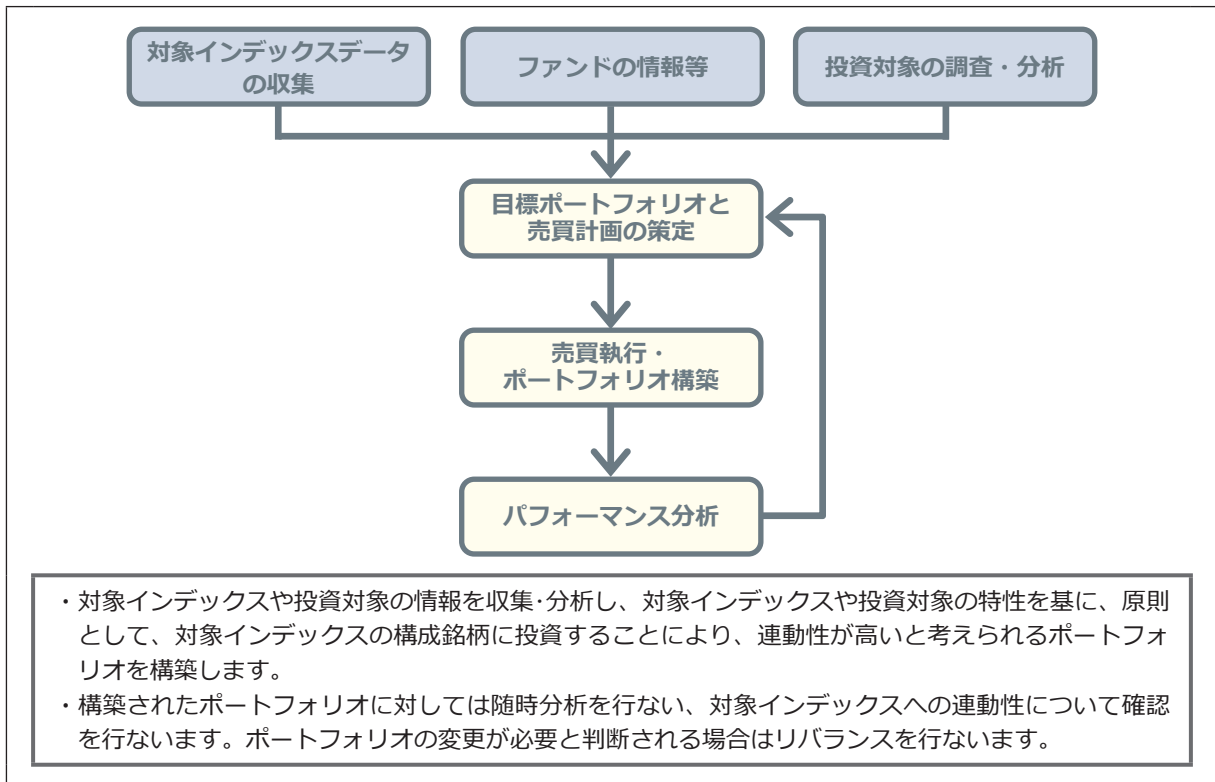 対象インデックスデータ
の収集
ファンドの情報等
投資対象の調査・分析
目標ポートフォリオと
売買計画の策定
売買執行・
ポートフォリオ構築
パフォーマンス分析
・対象インデックスや投資対象の情報を収集・分析し、対象インデックスや投資対象の特性を基に、原則
として、対象インデックスの構成銘柄に投資することにより、連動性が高いと考えられるポートフォ
リオを構築します。
・構築されたポートフォリオに対しては随時分析を行ない、対象インデックスへの連動性について確認
を行ないます。ポートフォリオの変更が必要と判断される場合はリバランスを行ないます。